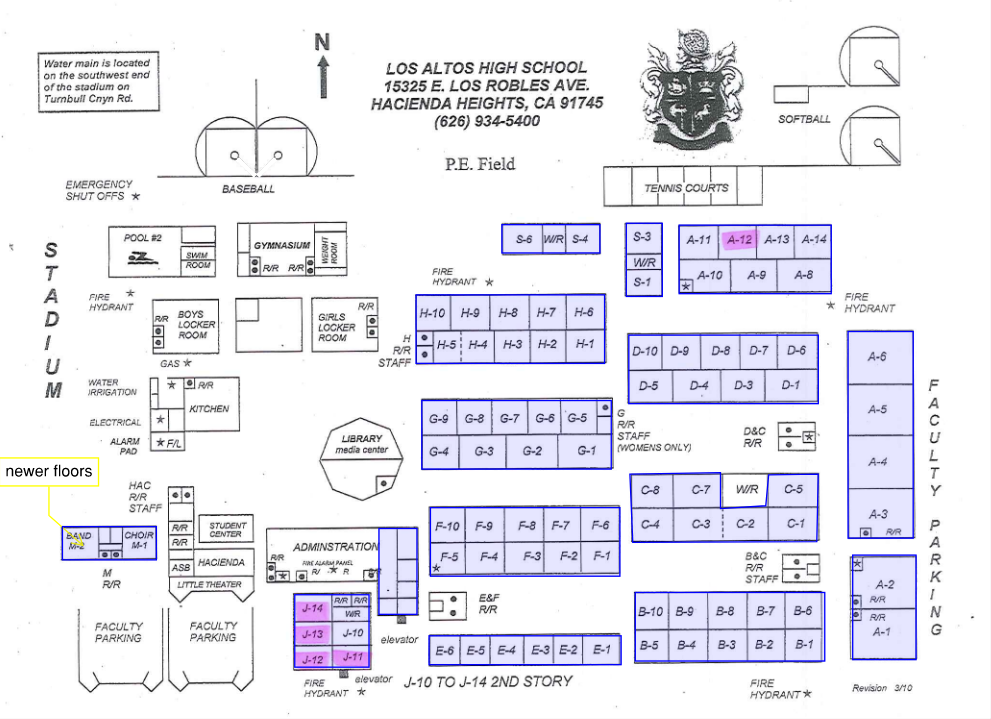 Water main is located
on the southwest end
of the stadium on
Turnbull Cnyn Rd.
N
LOS ALTOS HIGH SCHOOL
15325 E. LOS ROBLES AVE.
HACIENDA HEIGHTS, CA 91745
(626) 934-5400
P.E. Field
SOFTBALL
TENNIS COURTS
BASEBALL
EMERGENCY
SHUT OFFS
STADIUM
POOL #2
SWIM
ROOM
GYMNASIUM
WEIGHT
ROOM
R/R R/R
S-6 W/R S-4
S-3
W/R
S-1
A-11 A-12 A-13 A-14
A-10 A-9 A-8
FIRE
HYDRANT
FIRE
HYDRANT
FIRE
HYDRANT
R/R
BOYS
LOCKER
ROOM
GIRLS
LOCKER
ROOM
R/R
H-10 H-9 H-8 H-7 H-6
H-5 H-4 H-3 H-2 H-1
H
R/R
STAFF
GAS
D-10 D-9 D-8 D-7 D-6
D-5 D-4 D-3 D-1
A-6
A-5
A-4
A-3
R/R
FACULTY PARKING
WATER
IRRIGATION
R/R
KITCHEN
ELECTRICAL
ALARM
PAD
F/L
LIBRARY
media center
G-9 G-8 G-7 G-6 G-5
G-4 G-3 G-2 G-1
G
R/R
STAFF
(WOMENS ONLY)
D&C
R/R
newer floors
HAC
R/R
STAFF
C-8 C-7 W/R C-5
C-4 C-3 C-2 C-1
BAND
M-2
CHOIR
M-1
M
R/R
R/R
R/R
STUDENT
CENTER
ASB
HACIENDA
LITTLE THEATER
ADMINSTRATION
R/R
FIRE ALARM PANEL
R/ R
F-10 F-9 F-8 F-7 F-6
F-5 F-4 F-3 F-2 F-1
B&C
R/R
STAFF
A-2
R/R
R/R
A-1
FACULTY
PARKING
FACULTY
PARKING
J-14
R/R R/R
W/R
J-13 J-10
J-12 J-11
elevator
elevator
E&F
R/R
E-6 E-5 E-4 E-3 E-2 E-1
B-10 B-9 B-8 B-7 B-6
B-5 B-4 B-3 B-2 B-1
FIRE
HYDRANT
J-10 TO J-14 2ND STORY
FIRE
HYDRANT
Revision 3/10